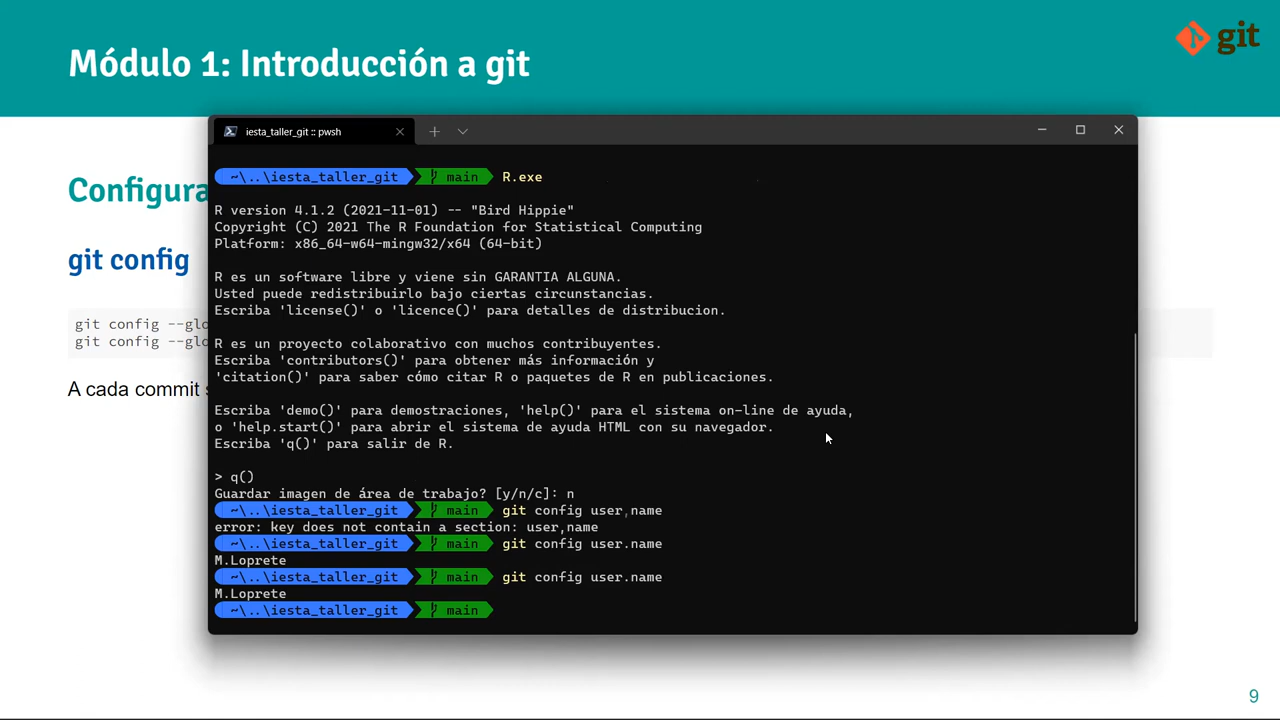 Módulo 1: Introducción a git
git
iesta_taller_git :: pwsh
Configura
git config
git config --glo
git config --glo
A cada commit s
~\..\iesta_taller_git main R.exe
R version 4.1.2 (2021-11-01) -- "Bird Hippie"
Copyright (C) 2021 The R Foundation for Statistical Computing
Platform: x86_64-w64-mingw32/x64 (64-bit)
R es un software libre y viene sin GARANTIA ALGUNA.
Usted puede redistribuirlo bajo ciertas circunstancias.
Escriba 'license()' o 'licence()' para detalles de distribucion.
R es un proyecto colaborativo con muchos contribuyentes.
Escriba 'contributors()' para obtener más información y
'citation()' para saber cómo citar R o paquetes de R en publicaciones.
Escriba 'demo()' para demostraciones, 'help()' para el sistema on-line de ayuda,
o 'help.start()' para abrir el sistema de ayuda HTML con su navegador.
Escriba 'q()' para salir de R.
> q()
Guardar imagen de área de trabajo? [y/n/c]: n
~\..\iesta_taller_git main git config user,name
error: key does not contain a section: user,name
~\..\iesta_taller_git main git config user.name
M.Loprete
~\..\iesta_taller_git main git config user.name
M.Loprete
~\..\iesta_taller_git main
9